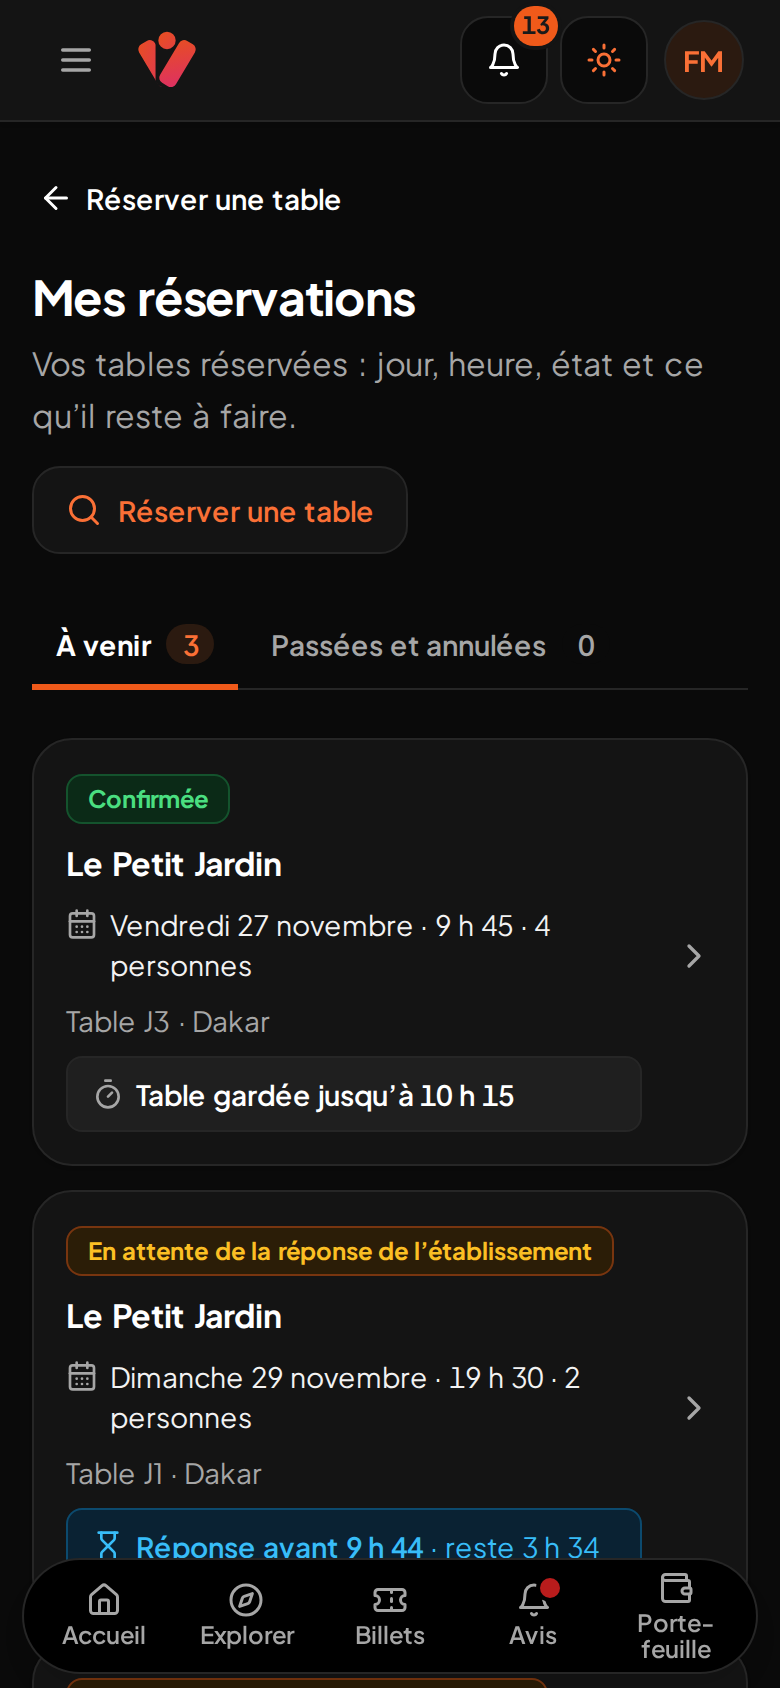 13
FM
Réserver une table
Mes réservations
Vos tables réservées : jour, heure, état et ce
qu’il reste à faire.
Réserver une table
À venir 3 Passées et annulées 0
Confirmée
Le Petit Jardin
Vendredi 27 novembre · 9 h 45 · 4
personnes
Table J3 · Dakar
Table gardée jusqu’à 10 h 15
En attente de la réponse de l’établissement
Le Petit Jardin
Dimanche 29 novembre · 19 h 30 · 2
personnes
Table J1 · Dakar
Réponse avant 9 h 44 · reste 3 h 34
Accueil Explorer Billets Avis Porte-
feuille